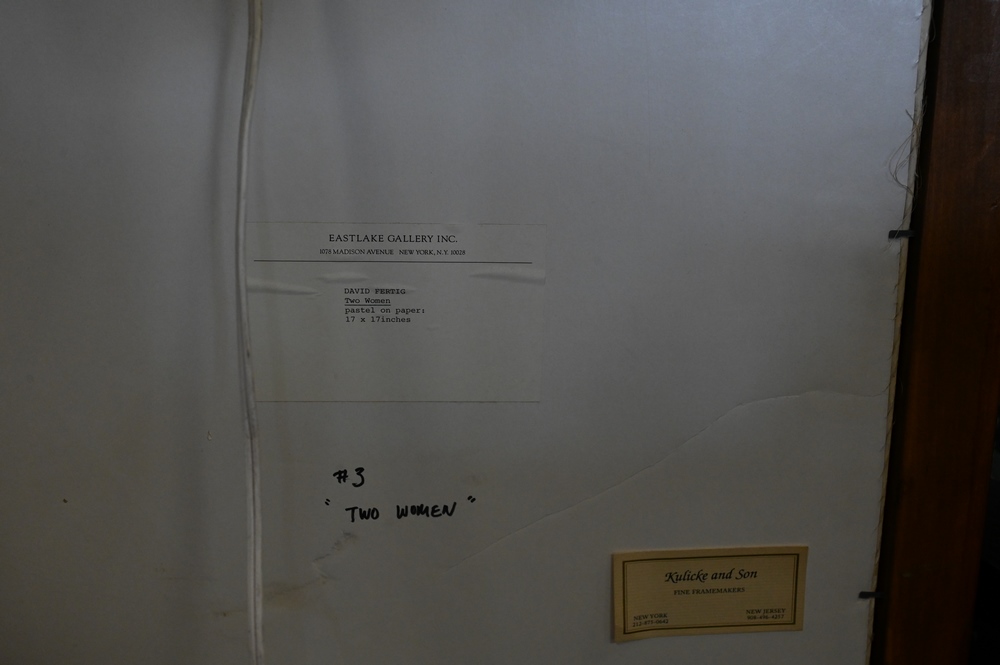 EASTLAKE GALLERY INC.
1078 MADISON AVENUE NEW YORK, N.Y. 10028
DAVID FERTIG
Two Women
pastel on paper:
17 x 17inches
#3
"TWO WOMEN"
Kulicke and Son
FINE FRAMEMAKERS
NEW YORK NEW JERSEY